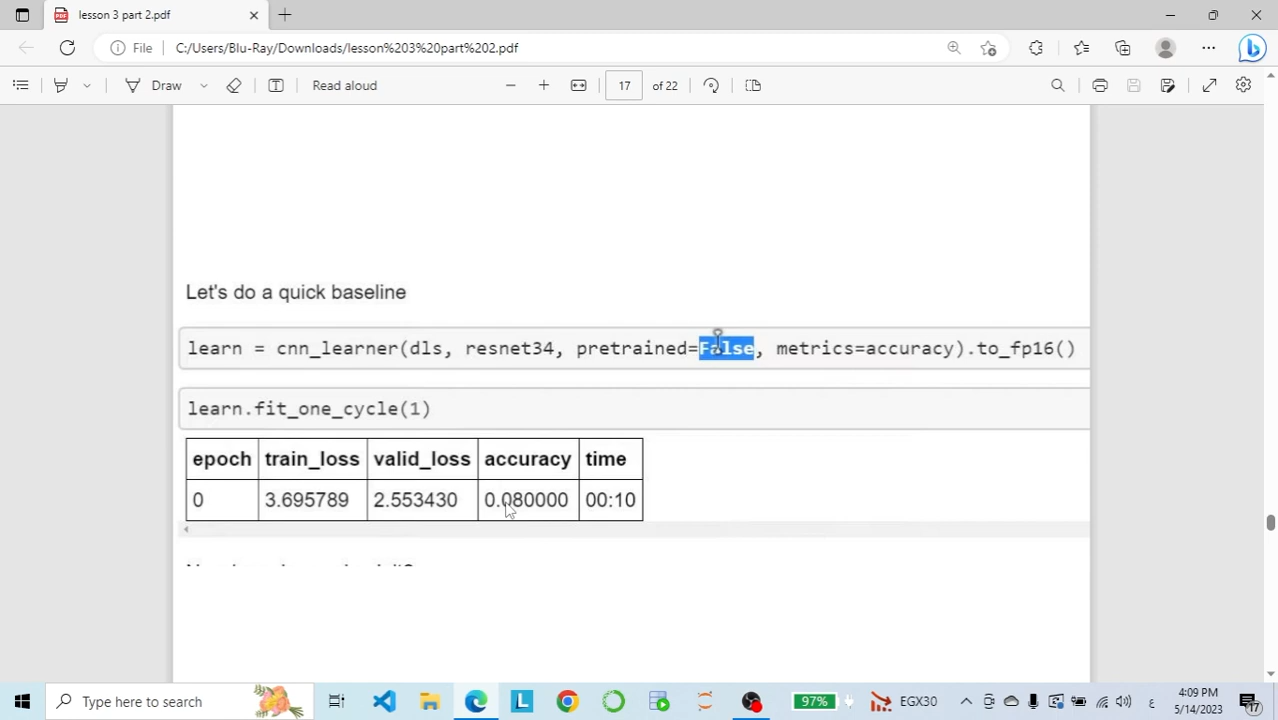 lesson 3 part 2.pdf
File C:/Users/Blu-Ray/Downloads/lesson%203%20part%202.pdf
Draw Read aloud 17 of 22
Let's do a quick baseline
learn = cnn_learner(dls, resnet34, pretrained=False, metrics=accuracy).to_fp16()
learn.fit_one_cycle(1)
epoch train_loss valid_loss accuracy time
0 3.695789 2.553430 0.080000 00:10
Type here to search 97% EGX30 ع 4:09 PM
5/14/2023 17